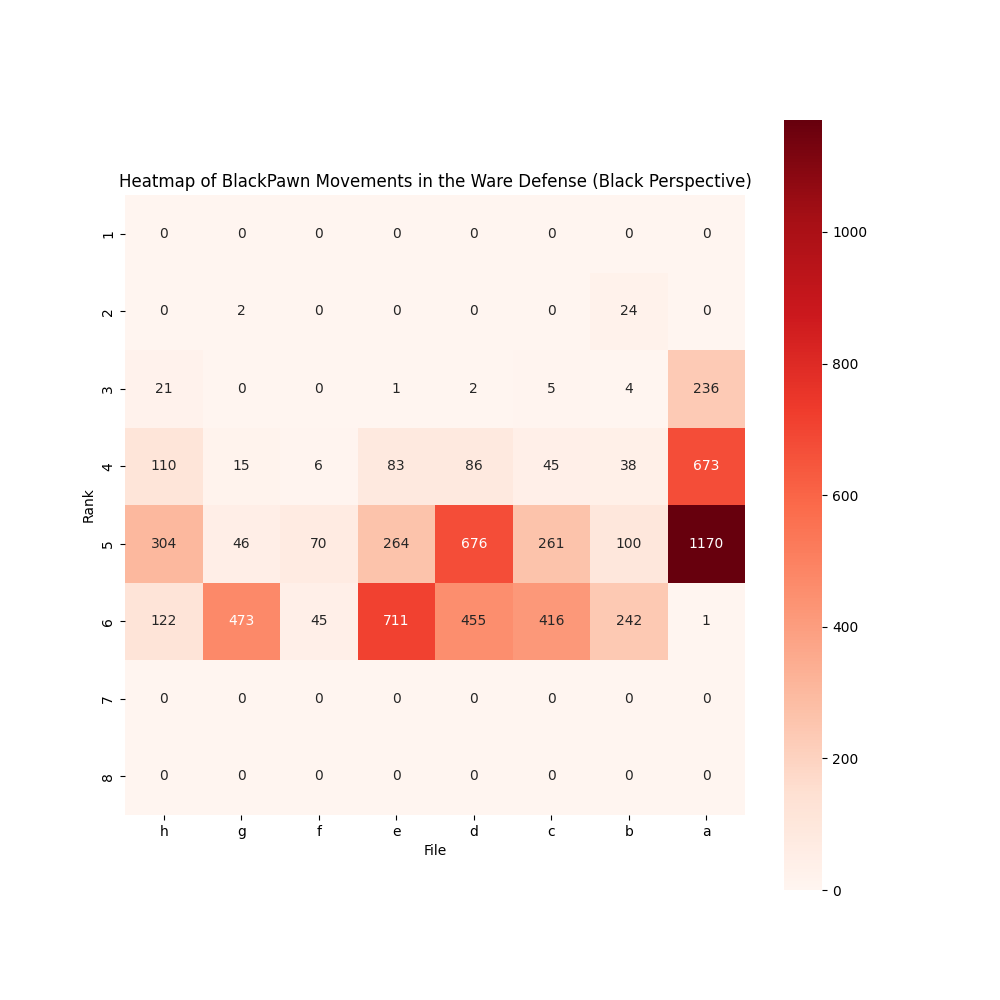 Heatmap of BlackPawn Movements in the Ware Defense (Black Perspective)
1 0 0 0 0 0 0 0 0
2 0 2 0 0 0 0 24 0
3 21 0 0 1 2 5 4 236
4 110 15 6 83 86 45 38 673
5 304 46 70 264 676 261 100 1170
6 122 473 45 711 455 416 242 1
7 0 0 0 0 0 0 0 0
8 0 0 0 0 0 0 0 0
h g f e d c b a
File
Rank
1000
800
600
400
200
0